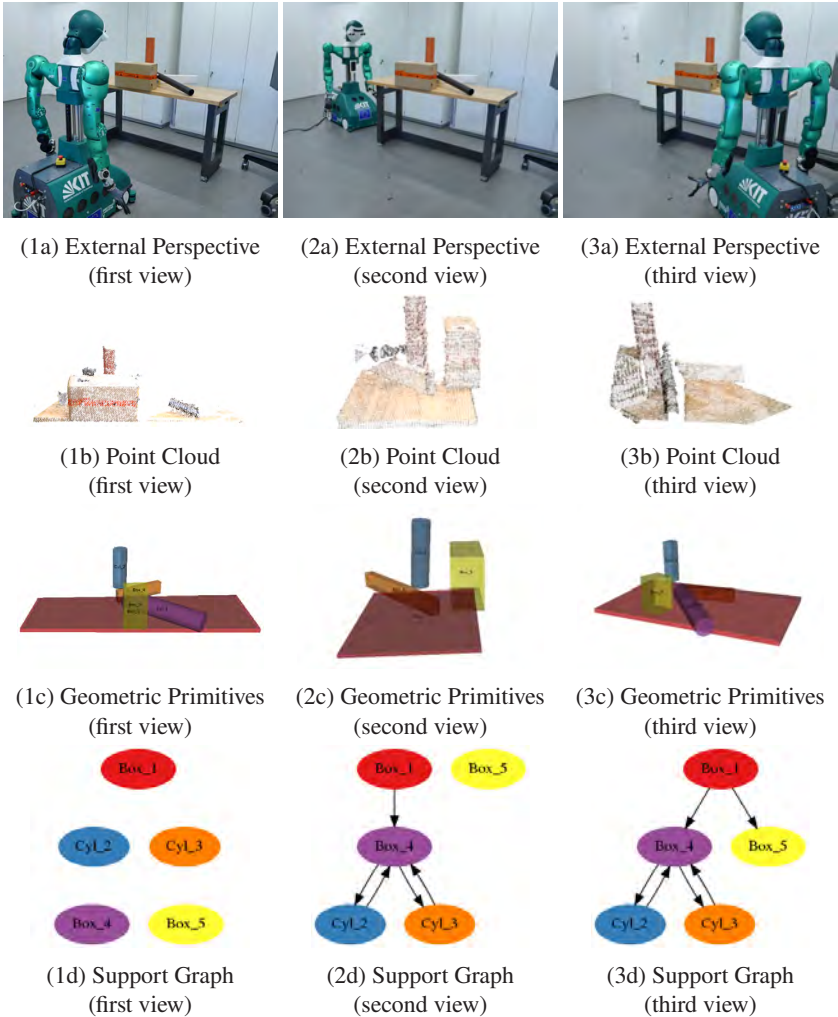 KIT
(1a) External Perspective
(first view)
(2a) External Perspective
(second view)
(3a) External Perspective
(third view)
(1b) Point Cloud
(first view)
(2b) Point Cloud
(second view)
(3b) Point Cloud
(third view)
(1c) Geometric Primitives
(first view)
(2c) Geometric Primitives
(second view)
(3c) Geometric Primitives
(third view)
Box_1
Cyl_2
Cyl_3
Box_4
Box_5
(1d) Support Graph
(first view)
Box_1
Box_5
Box_4
Cyl_2
Cyl_3
(2d) Support Graph
(second view)
Box_1
Box_4
Box_5
Cyl_2
Cyl_3
(3d) Support Graph
(third view)